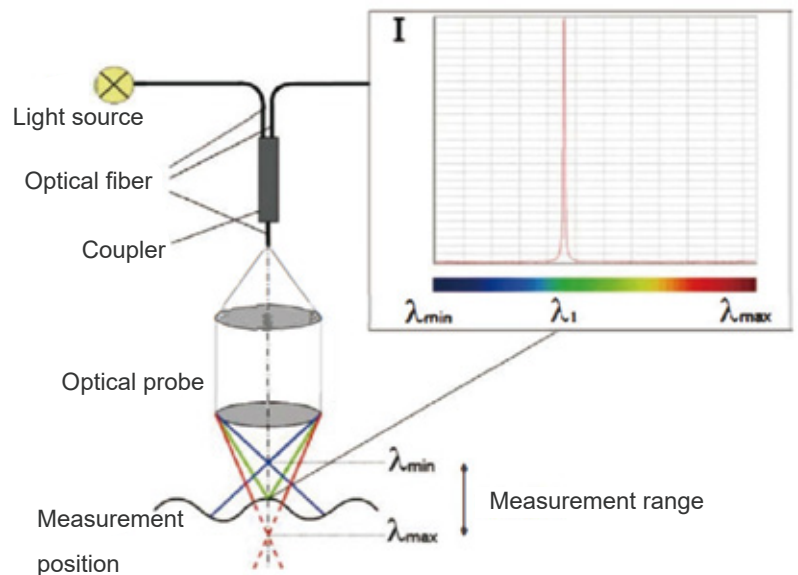 I
Light source
Optical fiber
Coupler
λmin
λ1
λmax
Optical probe
λmin
Measurement range
Measurement
position
λmax